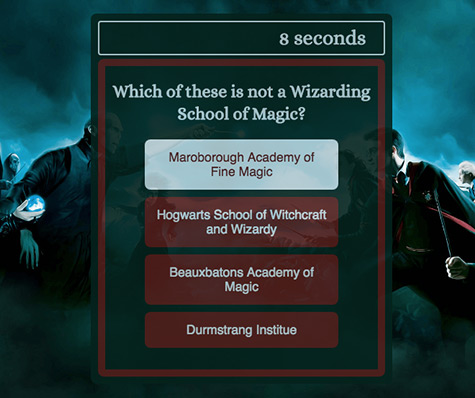 8 seconds
Which of these is not a Wizarding
School of Magic?
Maroborough Academy of
Fine Magic
Hogwarts School of Witchcraft
and Wizardy
Beauxbatons Academy of
Magic
Durmstrang Institue